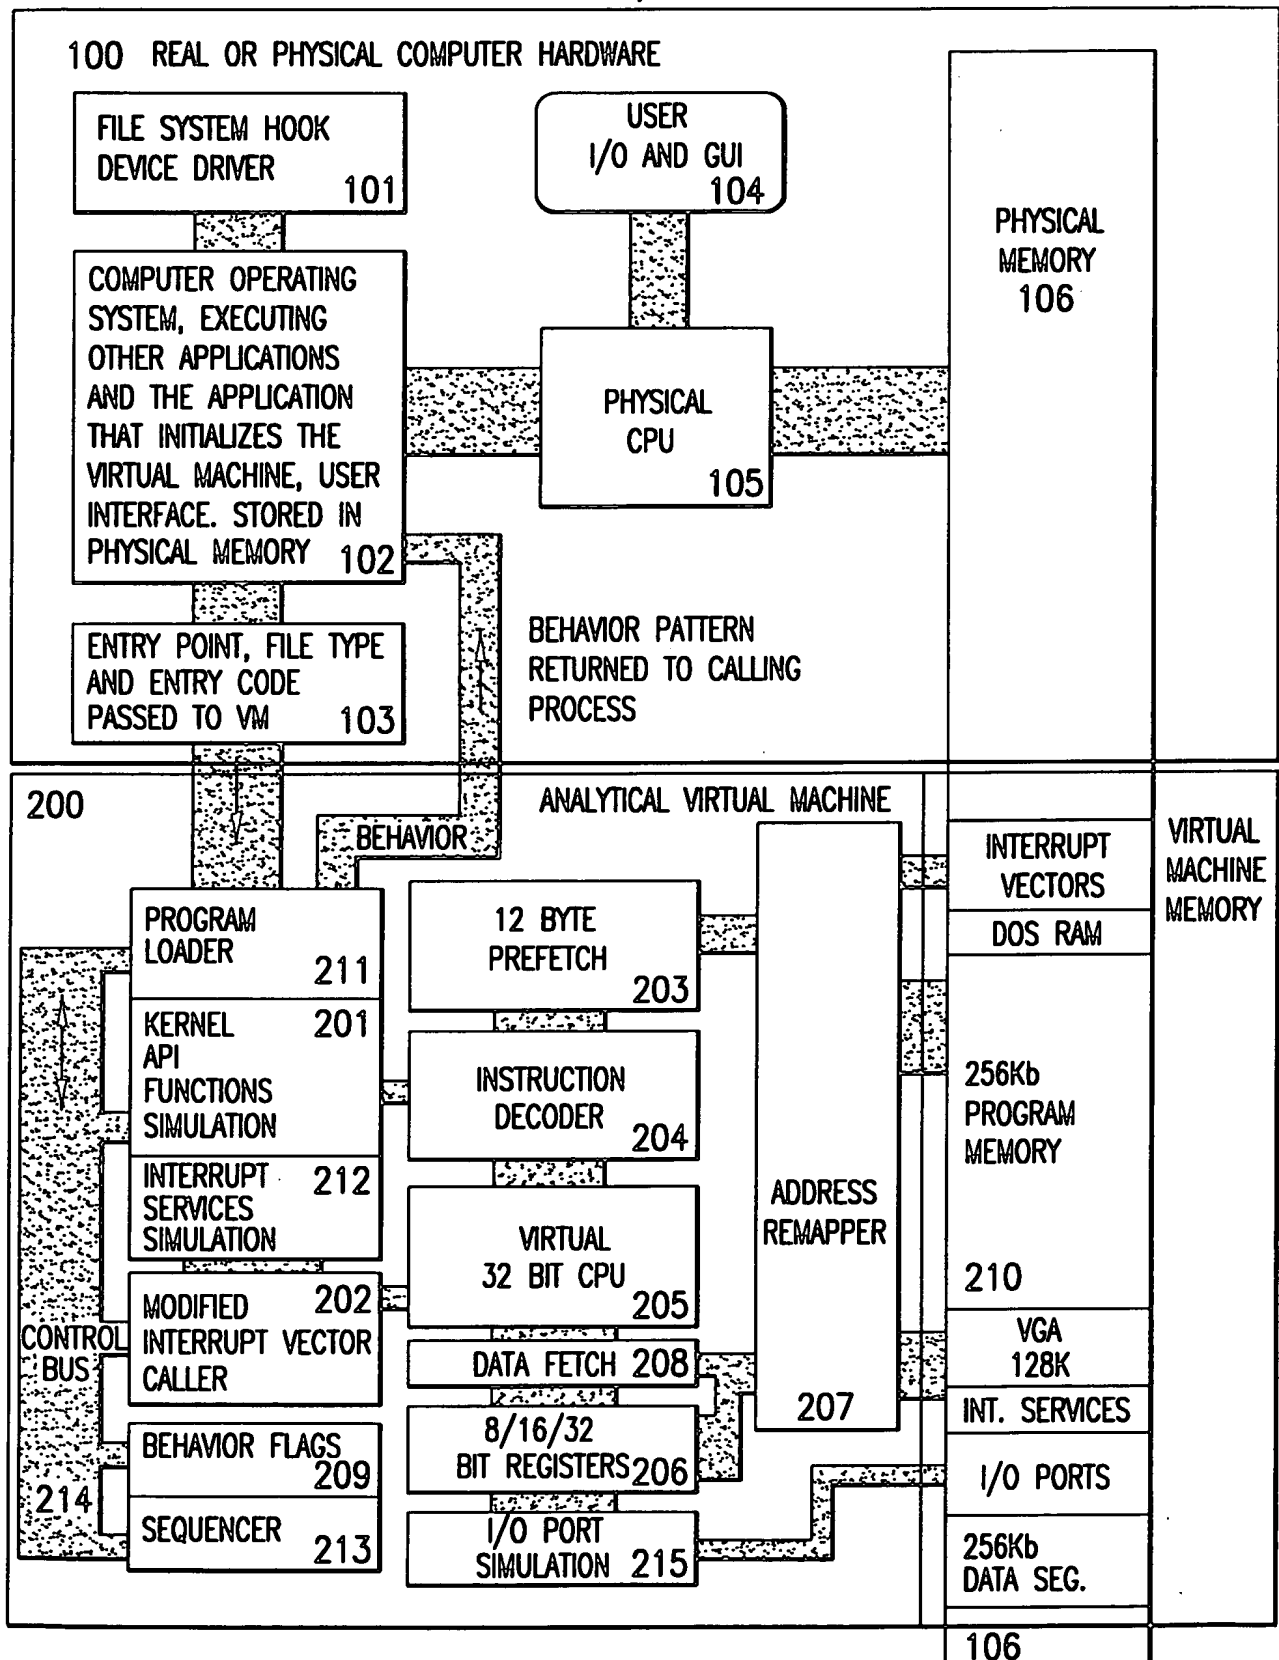 100 REAL OR PHYSICAL COMPUTER HARDWARE
FILE SYSTEM HOOK
DEVICE DRIVER
101
USER
I/O AND GUI
104
PHYSICAL
MEMORY
106
COMPUTER OPERATING
SYSTEM, EXECUTING
OTHER APPLICATIONS
AND THE APPLICATION
THAT INITIALIZES THE
VIRTUAL MACHINE, USER
INTERFACE. STORED IN
PHYSICAL MEMORY 102
PHYSICAL
CPU
105
ENTRY POINT, FILE TYPE
AND ENTRY CODE
PASSED TO VM 103
BEHAVIOR PATTERN
RETURNED TO CALLING
PROCESS
200
ANALYTICAL VIRTUAL MACHINE
BEHAVIOR
PROGRAM
LOADER
211
KERNEL 201
API
FUNCTIONS
SIMULATION
INTERRUPT 212
SERVICES
SIMULATION
202
MODIFIED
INTERRUPT VECTOR
CALLER
CONTROL
BUS
BEHAVIOR FLAGS
209
214
SEQUENCER
213
12 BYTE
PREFETCH
203
INSTRUCTION
DECODER
204
VIRTUAL
32 BIT CPU
205
DATA FETCH 208
8/16/32
BIT REGISTERS 206
I/O PORT
SIMULATION 215
ADDRESS
REMAPPER
207
VIRTUAL
MACHINE
MEMORY
INTERRUPT
VECTORS
DOS RAM
256Kb
PROGRAM
MEMORY
210
VGA
128K
INT. SERVICES
I/O PORTS
256Kb
DATA SEG.
106